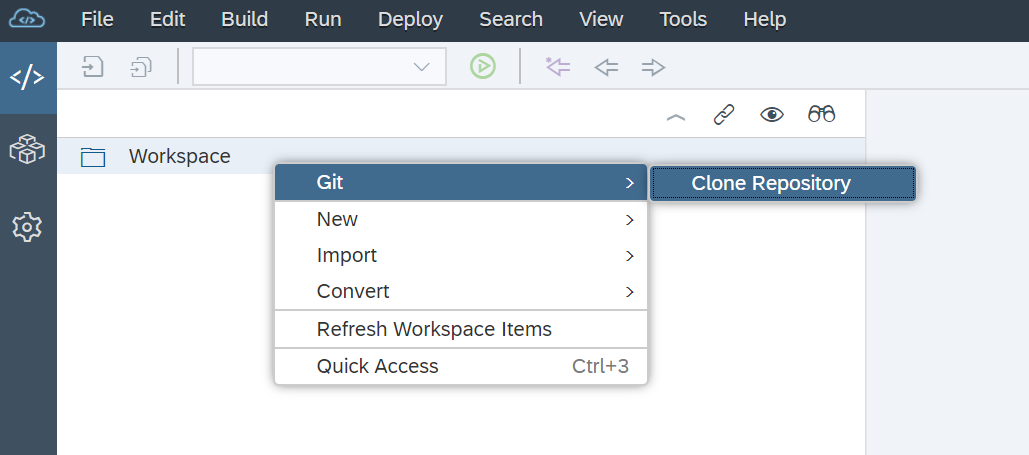 File Edit Build Run Deploy Search View Tools Help
Workspace
Git
Clone Repository
New
Import
Convert
Refresh Workspace Items
Quick Access Ctrl+3